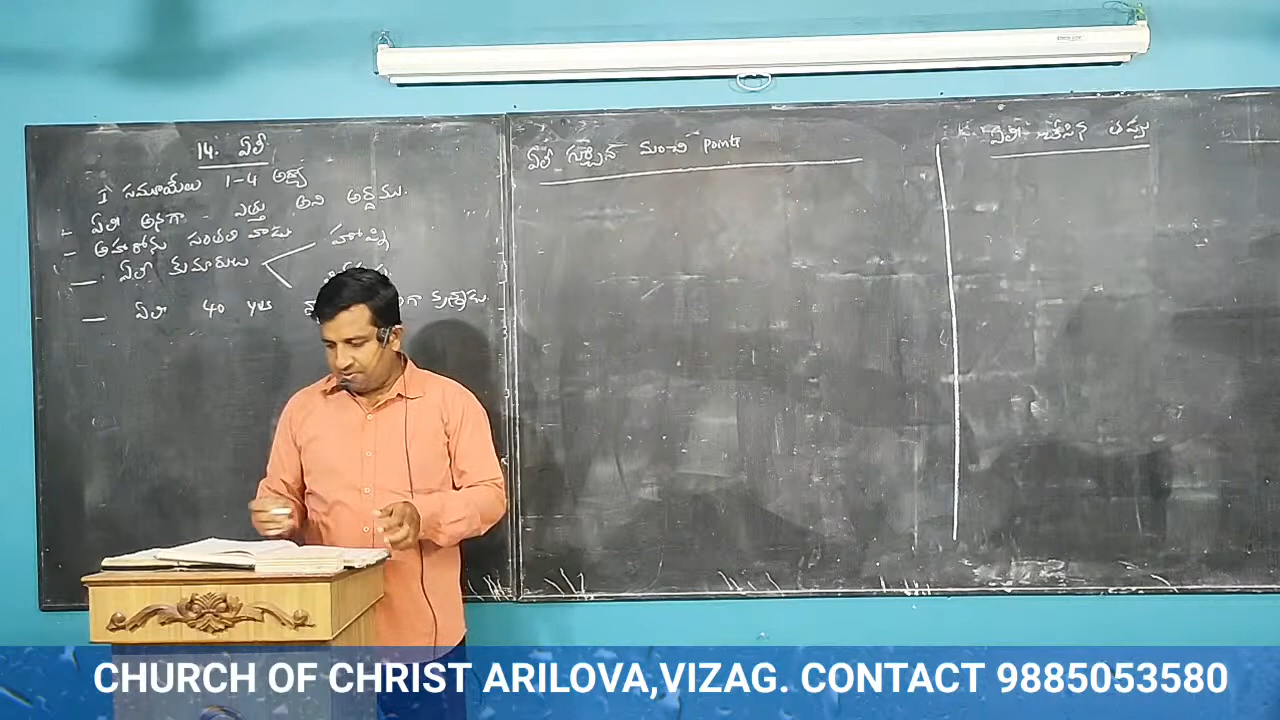 14. ఏలీ
I సమూయేలు 1-4 అధ్యా
- ఏలీ అనగా - ఎత్తు అని అర్థము.
- అహరోను సంతతి వాడు
- ఏలీ కుమారులు హోఫ్ని
- ఏలీ 40 yrs
ఏలీ గుర్చిన మంచి points
ఏలీ చేసిన తప్పు
CHURCH OF CHRIST ARILOVA,VIZAG. CONTACT 9885053580